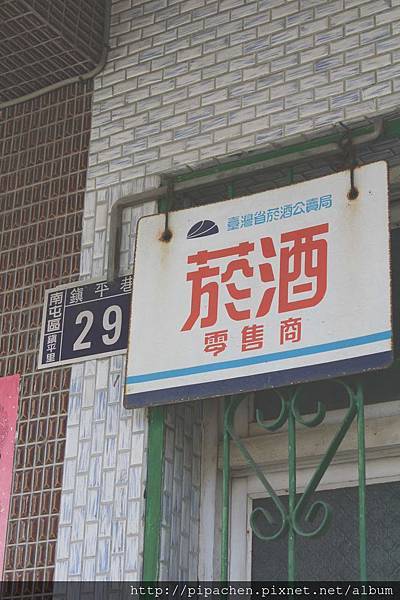 臺灣省菸酒公賣局
菸酒
零售商
鎮平巷
南屯區 鎮平里
29
http://pipachen.pixnet.net/album